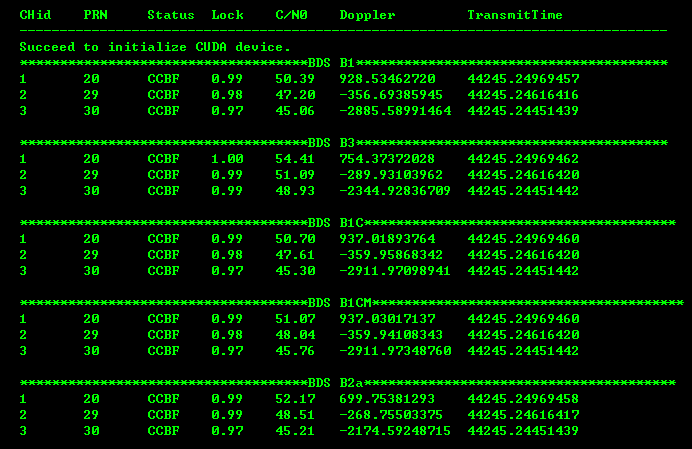 CHid PRN Status Lock C/N0 Doppler TransmitTime
---------------------------------------------------------------------------------
Succeed to initialize CUDA device.
************************************BDS B1***************************************
1 20 CCBF 0.99 50.39 928.53462720 44245.24969457
2 29 CCBF 0.98 47.20 -356.69385945 44245.24616416
3 30 CCBF 0.97 45.06 -2885.58991464 44245.24451439
************************************BDS B3***************************************
1 20 CCBF 1.00 54.41 754.37372028 44245.24969462
2 29 CCBF 0.99 51.09 -289.93103962 44245.24616420
3 30 CCBF 0.99 48.93 -2344.92836709 44245.24451442
************************************BDS B1C***************************************
1 20 CCBF 0.99 50.70 937.01893764 44245.24969460
2 29 CCBF 0.98 47.61 -359.95868342 44245.24616420
3 30 CCBF 0.97 45.30 -2911.97098941 44245.24451442
************************************BDS B1CM***************************************
1 20 CCBF 0.99 51.07 937.03017137 44245.24969460
2 29 CCBF 0.98 48.04 -359.94108343 44245.24616420
3 30 CCBF 0.97 45.76 -2911.97348760 44245.24451442
************************************BDS B2a***************************************
1 20 CCBF 0.99 52.17 699.75381293 44245.24969458
2 29 CCBF 0.99 48.51 -268.75503375 44245.24616417
3 30 CCBF 0.97 45.21 -2174.59248715 44245.24451439